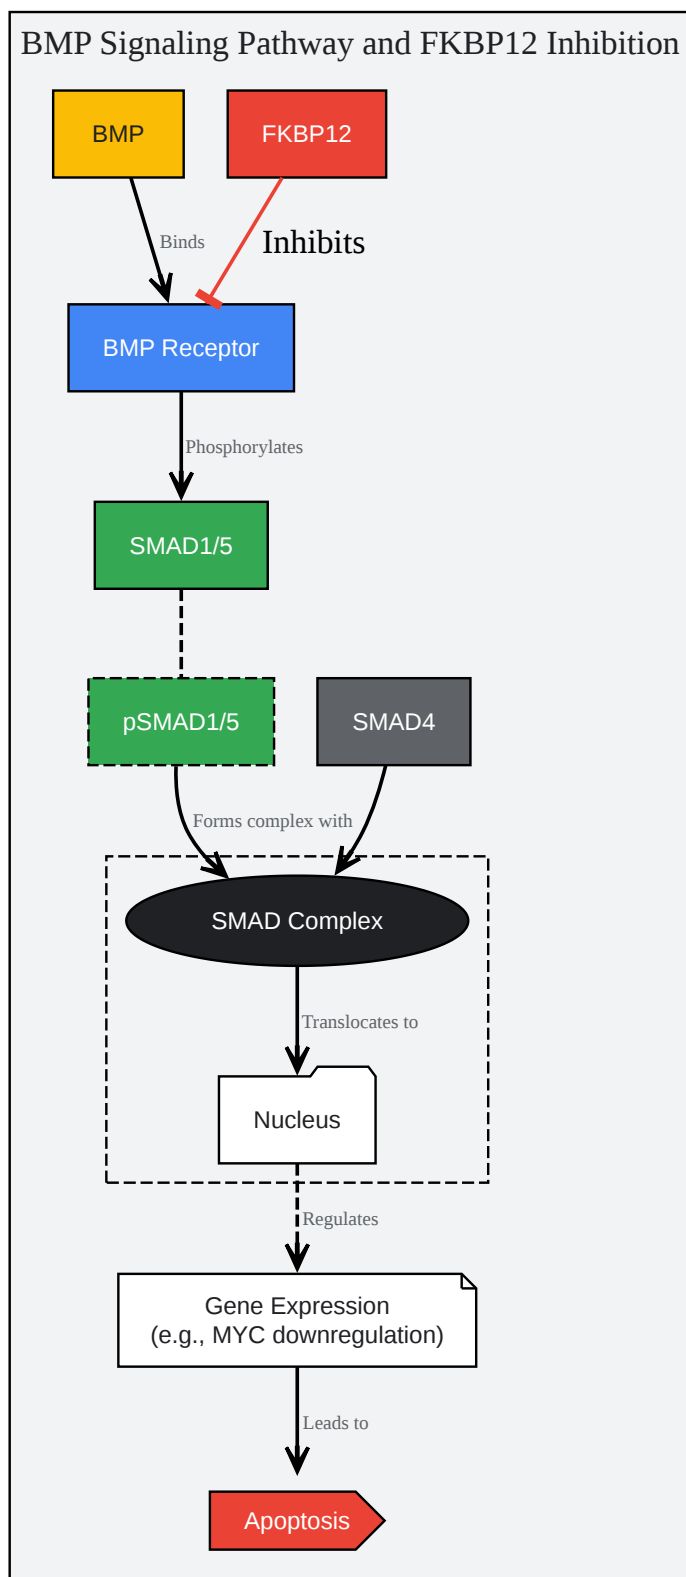 BMP Signaling Pathway and FKBP12 Inhibition
BMP
FKBP12
Binds
Inhibits
BMP Receptor
Phosphorylates
SMAD1/5
pSMAD1/5
SMAD4
Forms complex with
SMAD Complex
Translocates to
Nucleus
Regulates
Gene Expression
(e.g., MYC downregulation)
Leads to
Apoptosis